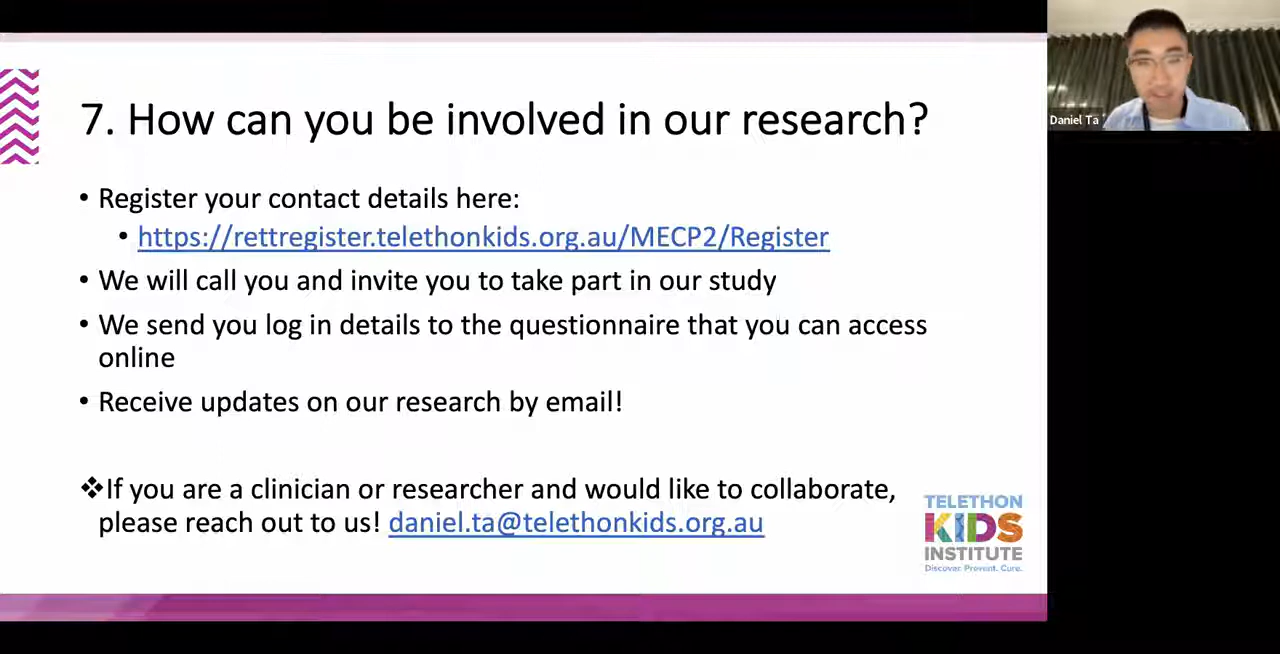 7. How can you be involved in our research?
• Register your contact details here:
• https://rettregister.telethonkids.org.au/MECP2/Register
• We will call you and invite you to take part in our study
• We send you log in details to the questionnaire that you can access
online
• Receive updates on our research by email!
❖If you are a clinician or researcher and would like to collaborate,
please reach out to us! daniel.ta@telethonkids.org.au
TELETHON
KIDS
INSTITUTE
Discover. Prevent. Cure.
Daniel Ta